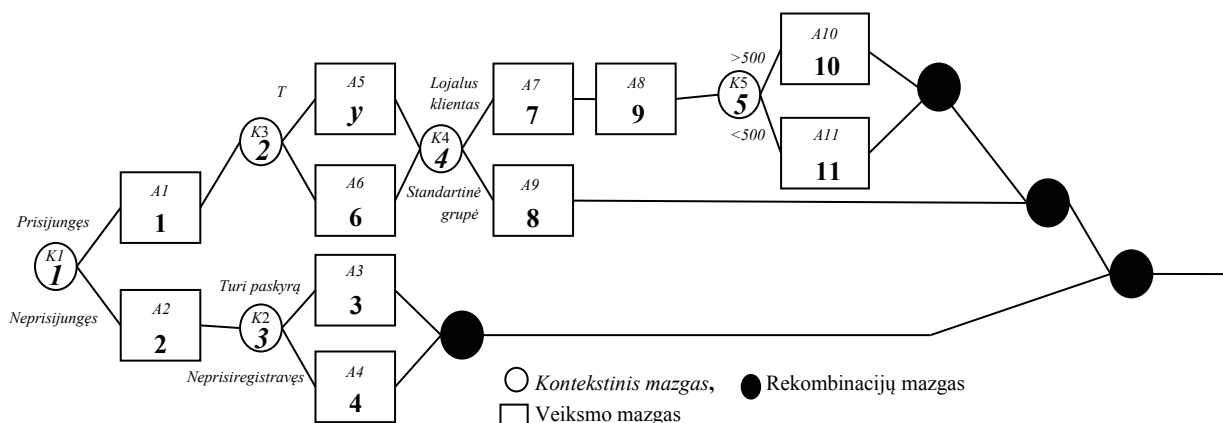 A10
10
>500
K5
5
<500
A11
11
Lojalus
klientas
A7
7
A8
9
T
A5
y
K3
2
K4
4
A6
6
Standartinė
grupė
A9
8
A1
1
Prisijungęs
K1
1
Neprisijungęs
A2
2
Turi paskyrą
K2
3
Neprisiregistravęs
A3
3
A4
4
Kontekstinis mazgas,
Rekombinacijų mazgas
Veiksmo mazgas